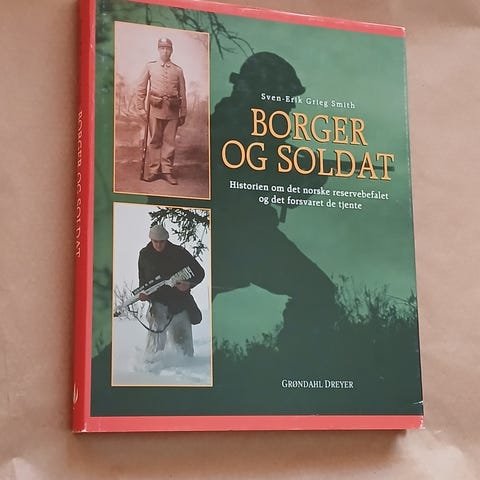 Sven-Erik Grieg Smith
BORGER
OG SOLDAT
Historien om det norske reservebefalet
og det forsvaret de tjente
GRØNDAHL DREYER
BORGER OG SOLDAT